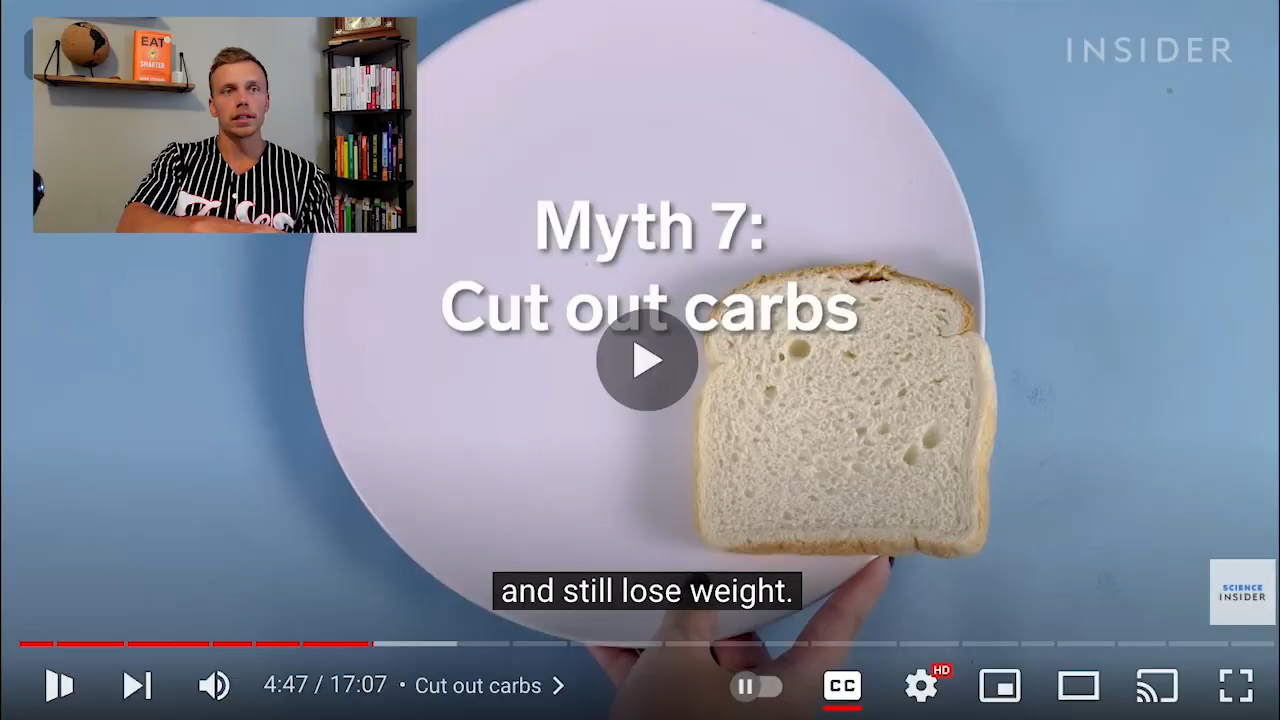 EAT
SMARTER
INSIDER
Myth 7:
Cut out carbs
and still lose weight.
SCIENCE
INSIDER
4:47 / 17:07 • Cut out carbs
CC
HD